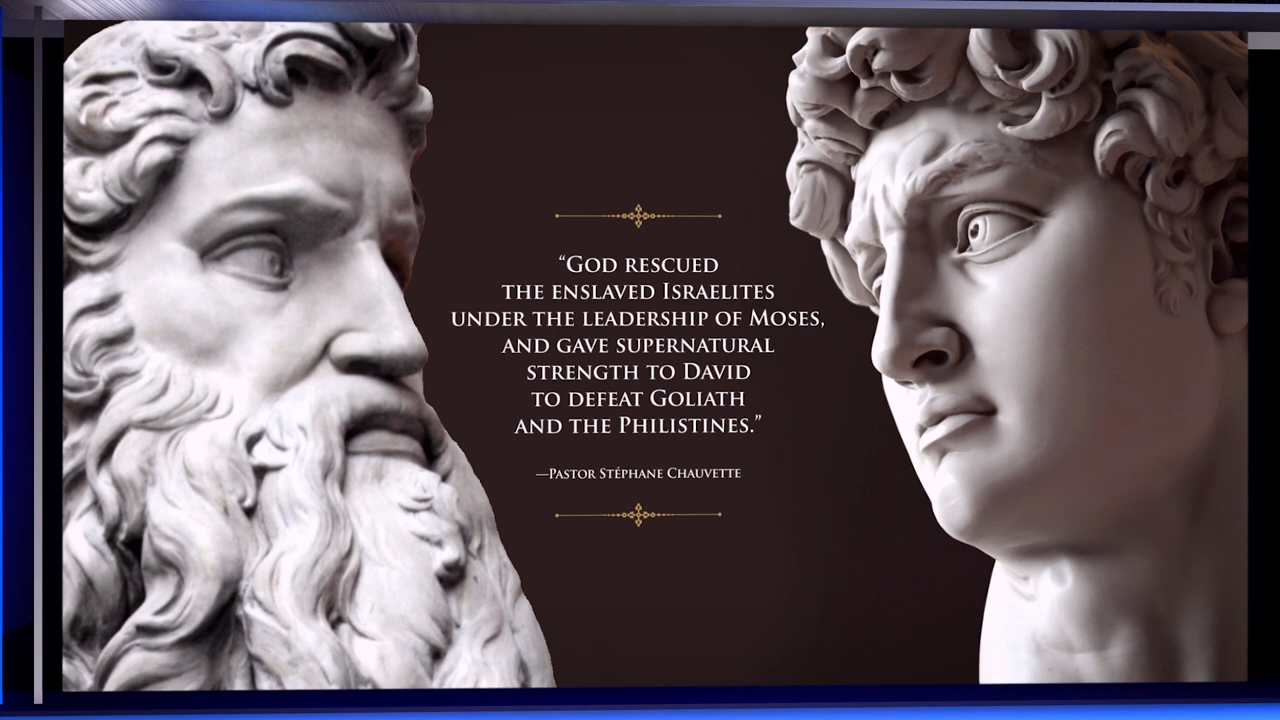 “God rescued
the enslaved Israelites
under the leadership of Moses,
and gave supernatural
strength to David
to defeat Goliath
and the Philistines.”
—Pastor Stéphane Chauvette